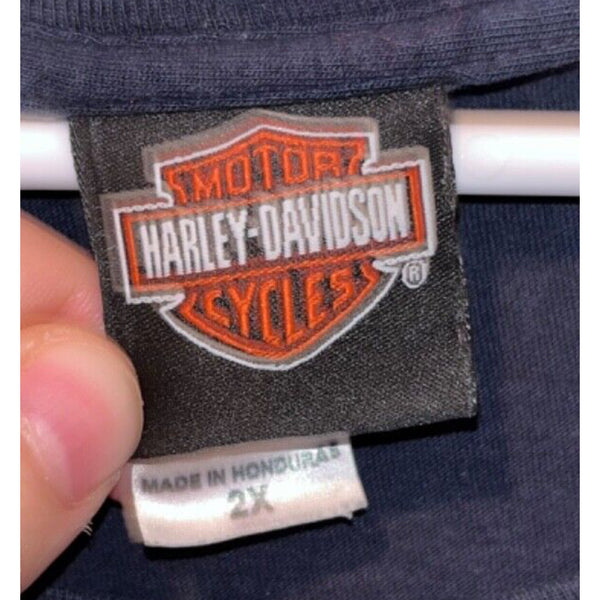 MOTOR
HARLEY-DAVIDSON
CYCLES
®
MADE IN HONDURAS
2X